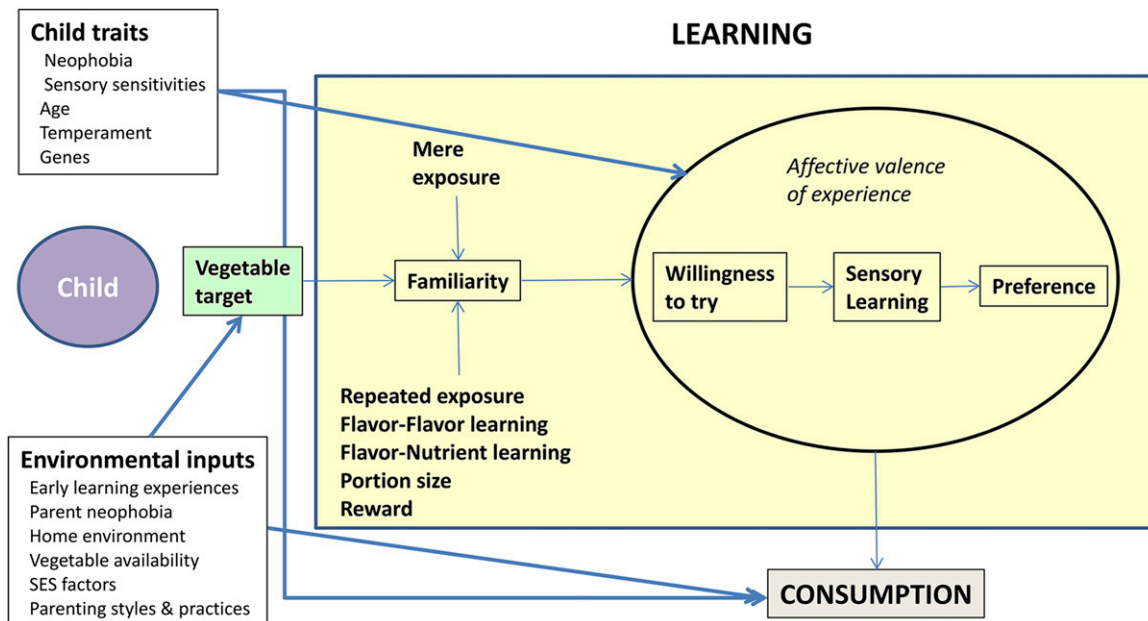 Child traits
Neophobia
Sensory sensitivities
Age
Temperament
Genes
LEARNING
Mere
exposure
Affective valence
of experience
Child
Vegetable
target
Familiarity
Willingness
to try
Sensory
Learning
Preference
Repeated exposure
Flavor-Flavor learning
Flavor-Nutrient learning
Portion size
Reward
Environmental inputs
Early learning experiences
Parent neophobia
Home environment
Vegetable availability
SES factors
Parenting styles & practices
CONSUMPTION